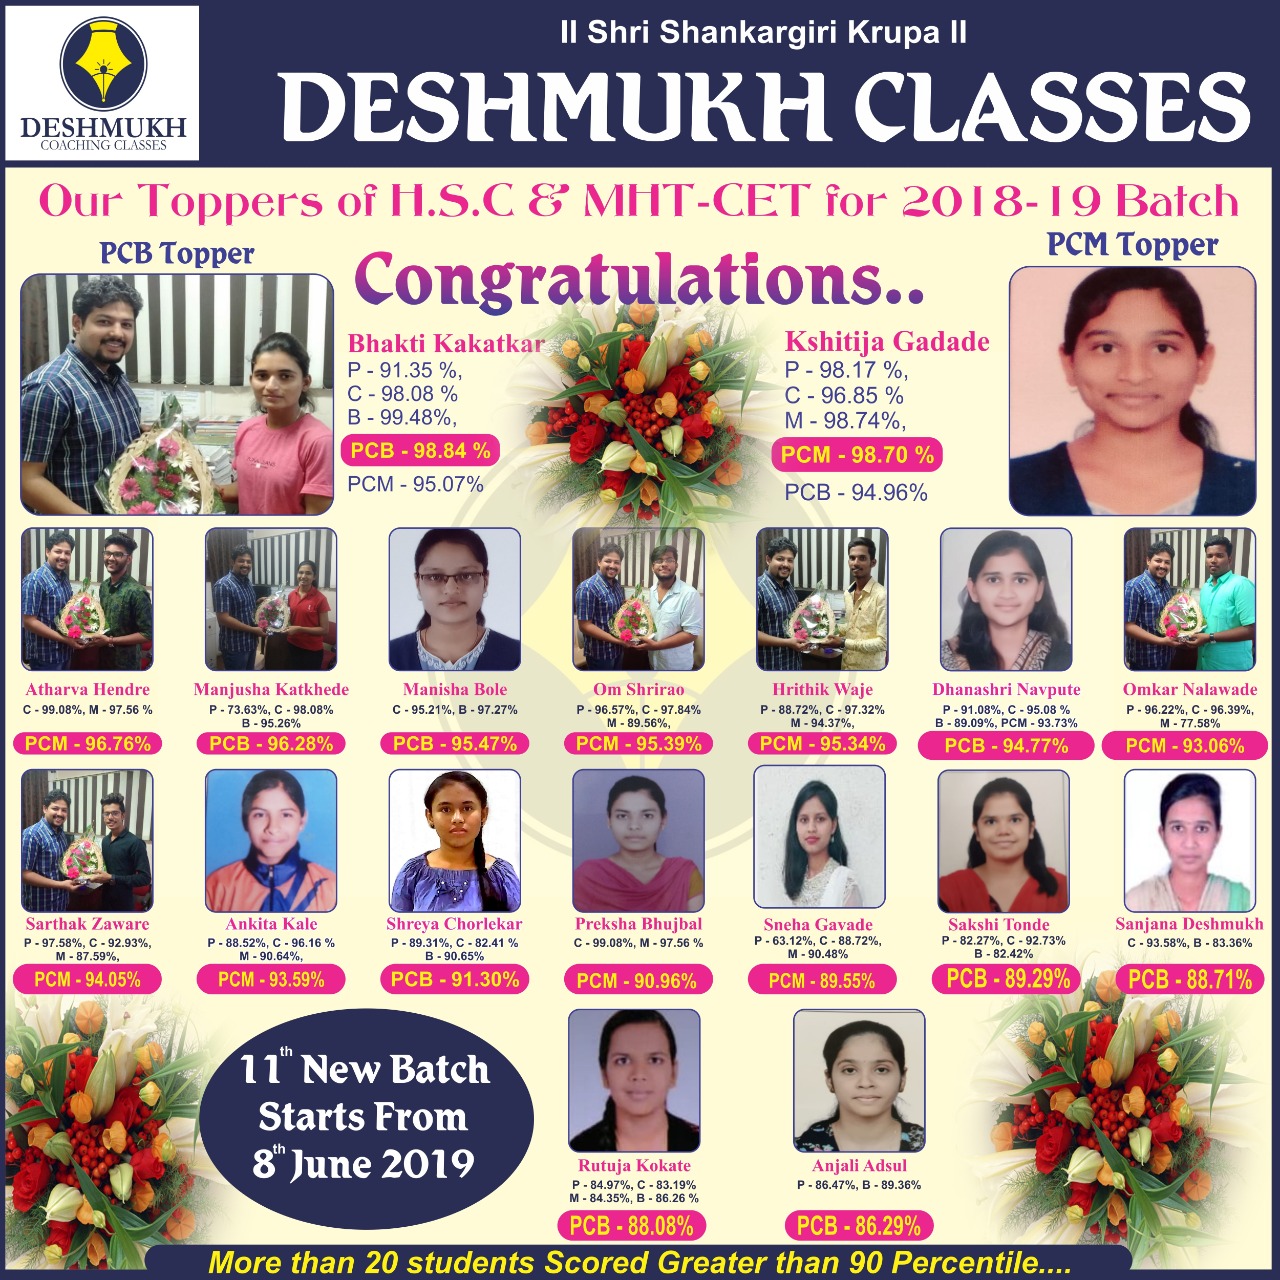 II Shri Shankargiri Krupa II
DESHMUKH
COACHING CLASSES
DESHMUKH CLASSES
Our Toppers of H.S.C & MHT-CET for 2018-19 Batch
PCB Topper
PCM Topper
Congratulations..
Bhakti Kakatkar
P - 91.35 %,
C - 98.08 %
B - 99.48%,
PCB - 98.84 %
PCM - 95.07%
Kshitija Gadade
P - 98.17 %,
C - 96.85 %
M - 98.74%,
PCM - 98.70 %
PCB - 94.96%
Atharva Hendre
C - 99.08%, M - 97.56 %
PCM - 96.76%
Manjusha Katkhede
P - 73.63%, C - 98.08%
B - 95.26%
PCB - 96.28%
Manisha Bole
C - 95.21%, B - 97.27%
PCB - 95.47%
Om Shrirao
P - 96.57%, C - 97.84%
M - 89.56%,
PCM - 95.39%
Hrithik Waje
P - 88.72%, C - 97.32%
M - 94.37%,
PCM - 95.34%
Dhanashri Navpute
P - 91.08%, C - 95.08 %
B - 89.09%, PCM - 93.73%
PCB - 94.77%
Omkar Nalawade
P - 96.22%, C - 96.39%,
M - 77.58%
PCM - 93.06%
Sarthak Zaware
P - 97.58%, C - 92.93%,
M - 87.59%,
PCM - 94.05%
Ankita Kale
P - 88.52%, C - 96.16 %
M - 90.64%,
PCM - 93.59%
Shreya Chorlekar
P - 89.31%, C - 82.41 %
B - 90.65%
PCB - 91.30%
Preksha Bhujbal
C - 99.08%, M - 97.56 %
PCM - 90.96%
Sneha Gavade
P - 63.12%, C - 88.72%,
M - 90.48%
PCM - 89.55%
Sakshi Tonde
P - 82.27%, C - 92.73%
B - 82.42%
PCB - 89.29%
Sanjana Deshmukh
C - 93.58%, B - 83.36%
PCB - 88.71%
11th New Batch
Starts From
8th June 2019
Rutuja Kokate
P - 84.97%, C - 83.19%
M - 84.35%, B - 86.26 %
PCB - 88.08%
Anjali Adsul
P - 86.47%, B - 89.36%
PCB - 86.29%
More than 20 students Scored Greater than 90 Percentile....